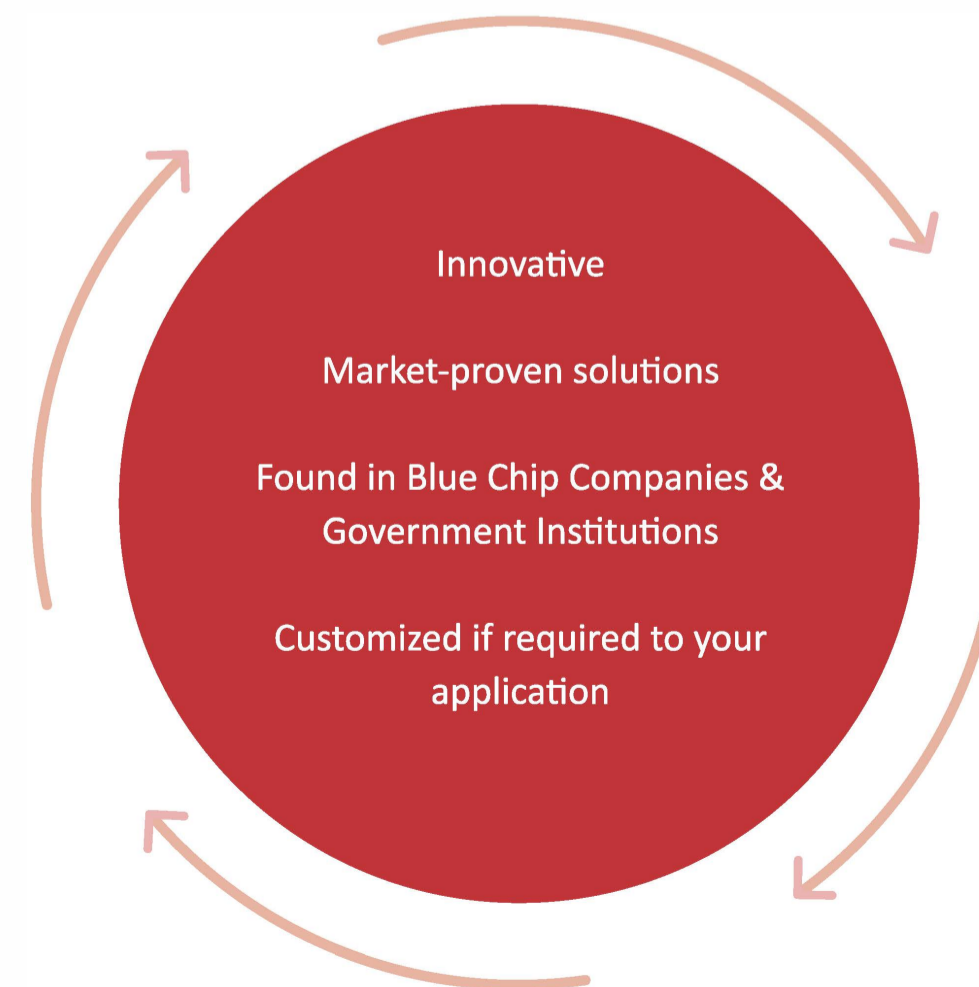 Innovative
Market-proven solutions
Found in Blue Chip Companies &
Government Institutions
Customized if required to your
application